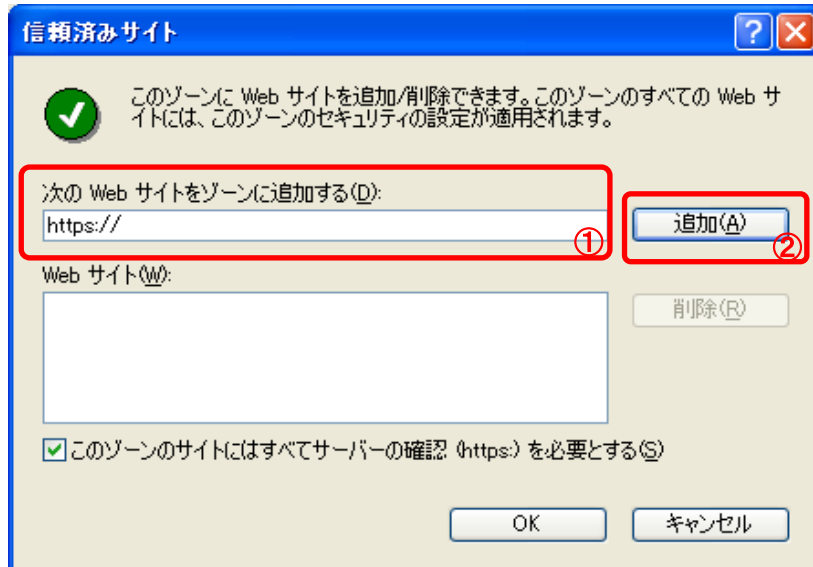 信頼済みサイト
このゾーンに Web サイトを追加/削除できます。このゾーンのすべての Web サ
イトには、このゾーンのセキュリティの設定が適用されます。
次の Web サイトをゾーンに追加する(D):
https://
①
追加(A)
②
Web サイト(W):
削除(R)
このゾーンのサイトにはすべてサーバーの確認 (https:) を必要とする(S)
OK
キャンセル